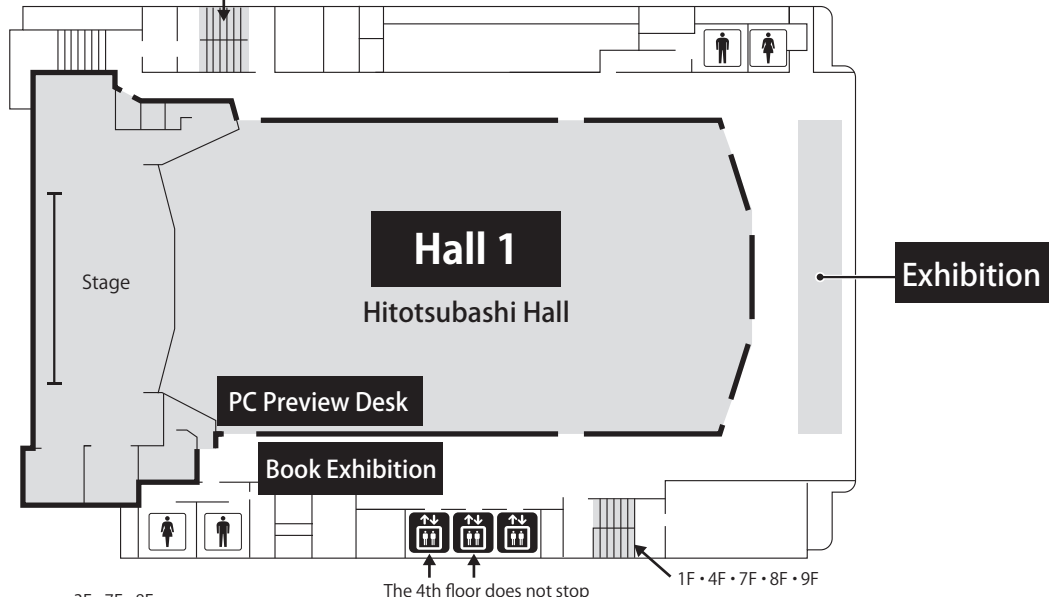 Hall 1
Hitotsubashi Hall
Stage
Exhibition
PC Preview Desk
Book Exhibition
1F・4F・7F・8F・9F
The 4th floor does not stop